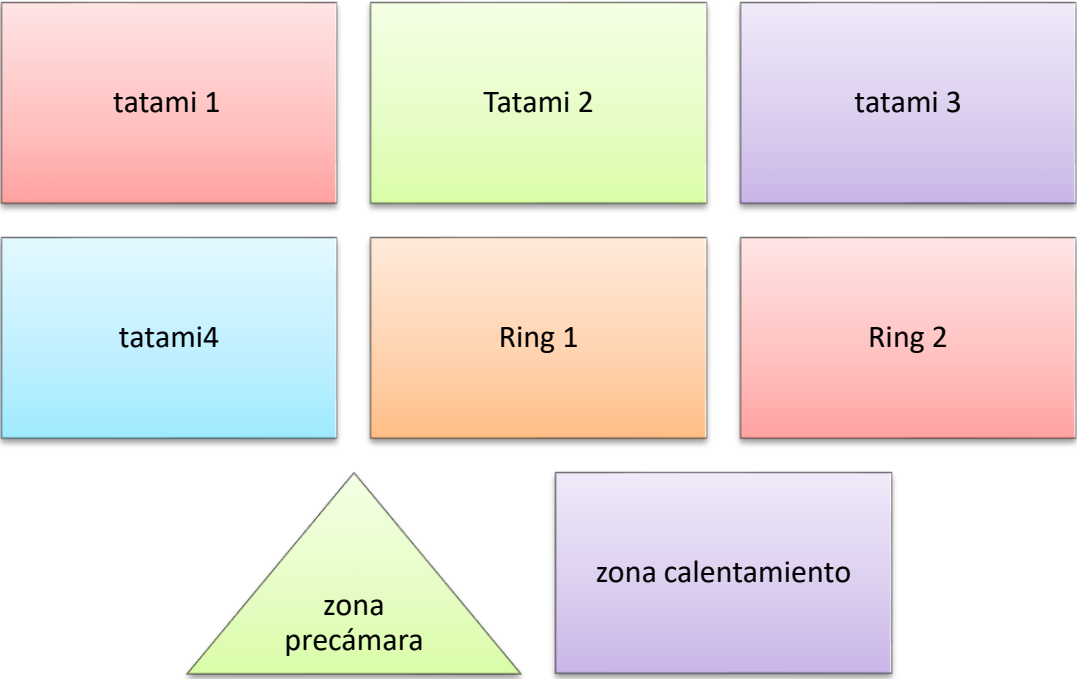 tatami 1
Tatami 2
tatami 3
tatami4
Ring 1
Ring 2
zona
precámara
zona calentamiento